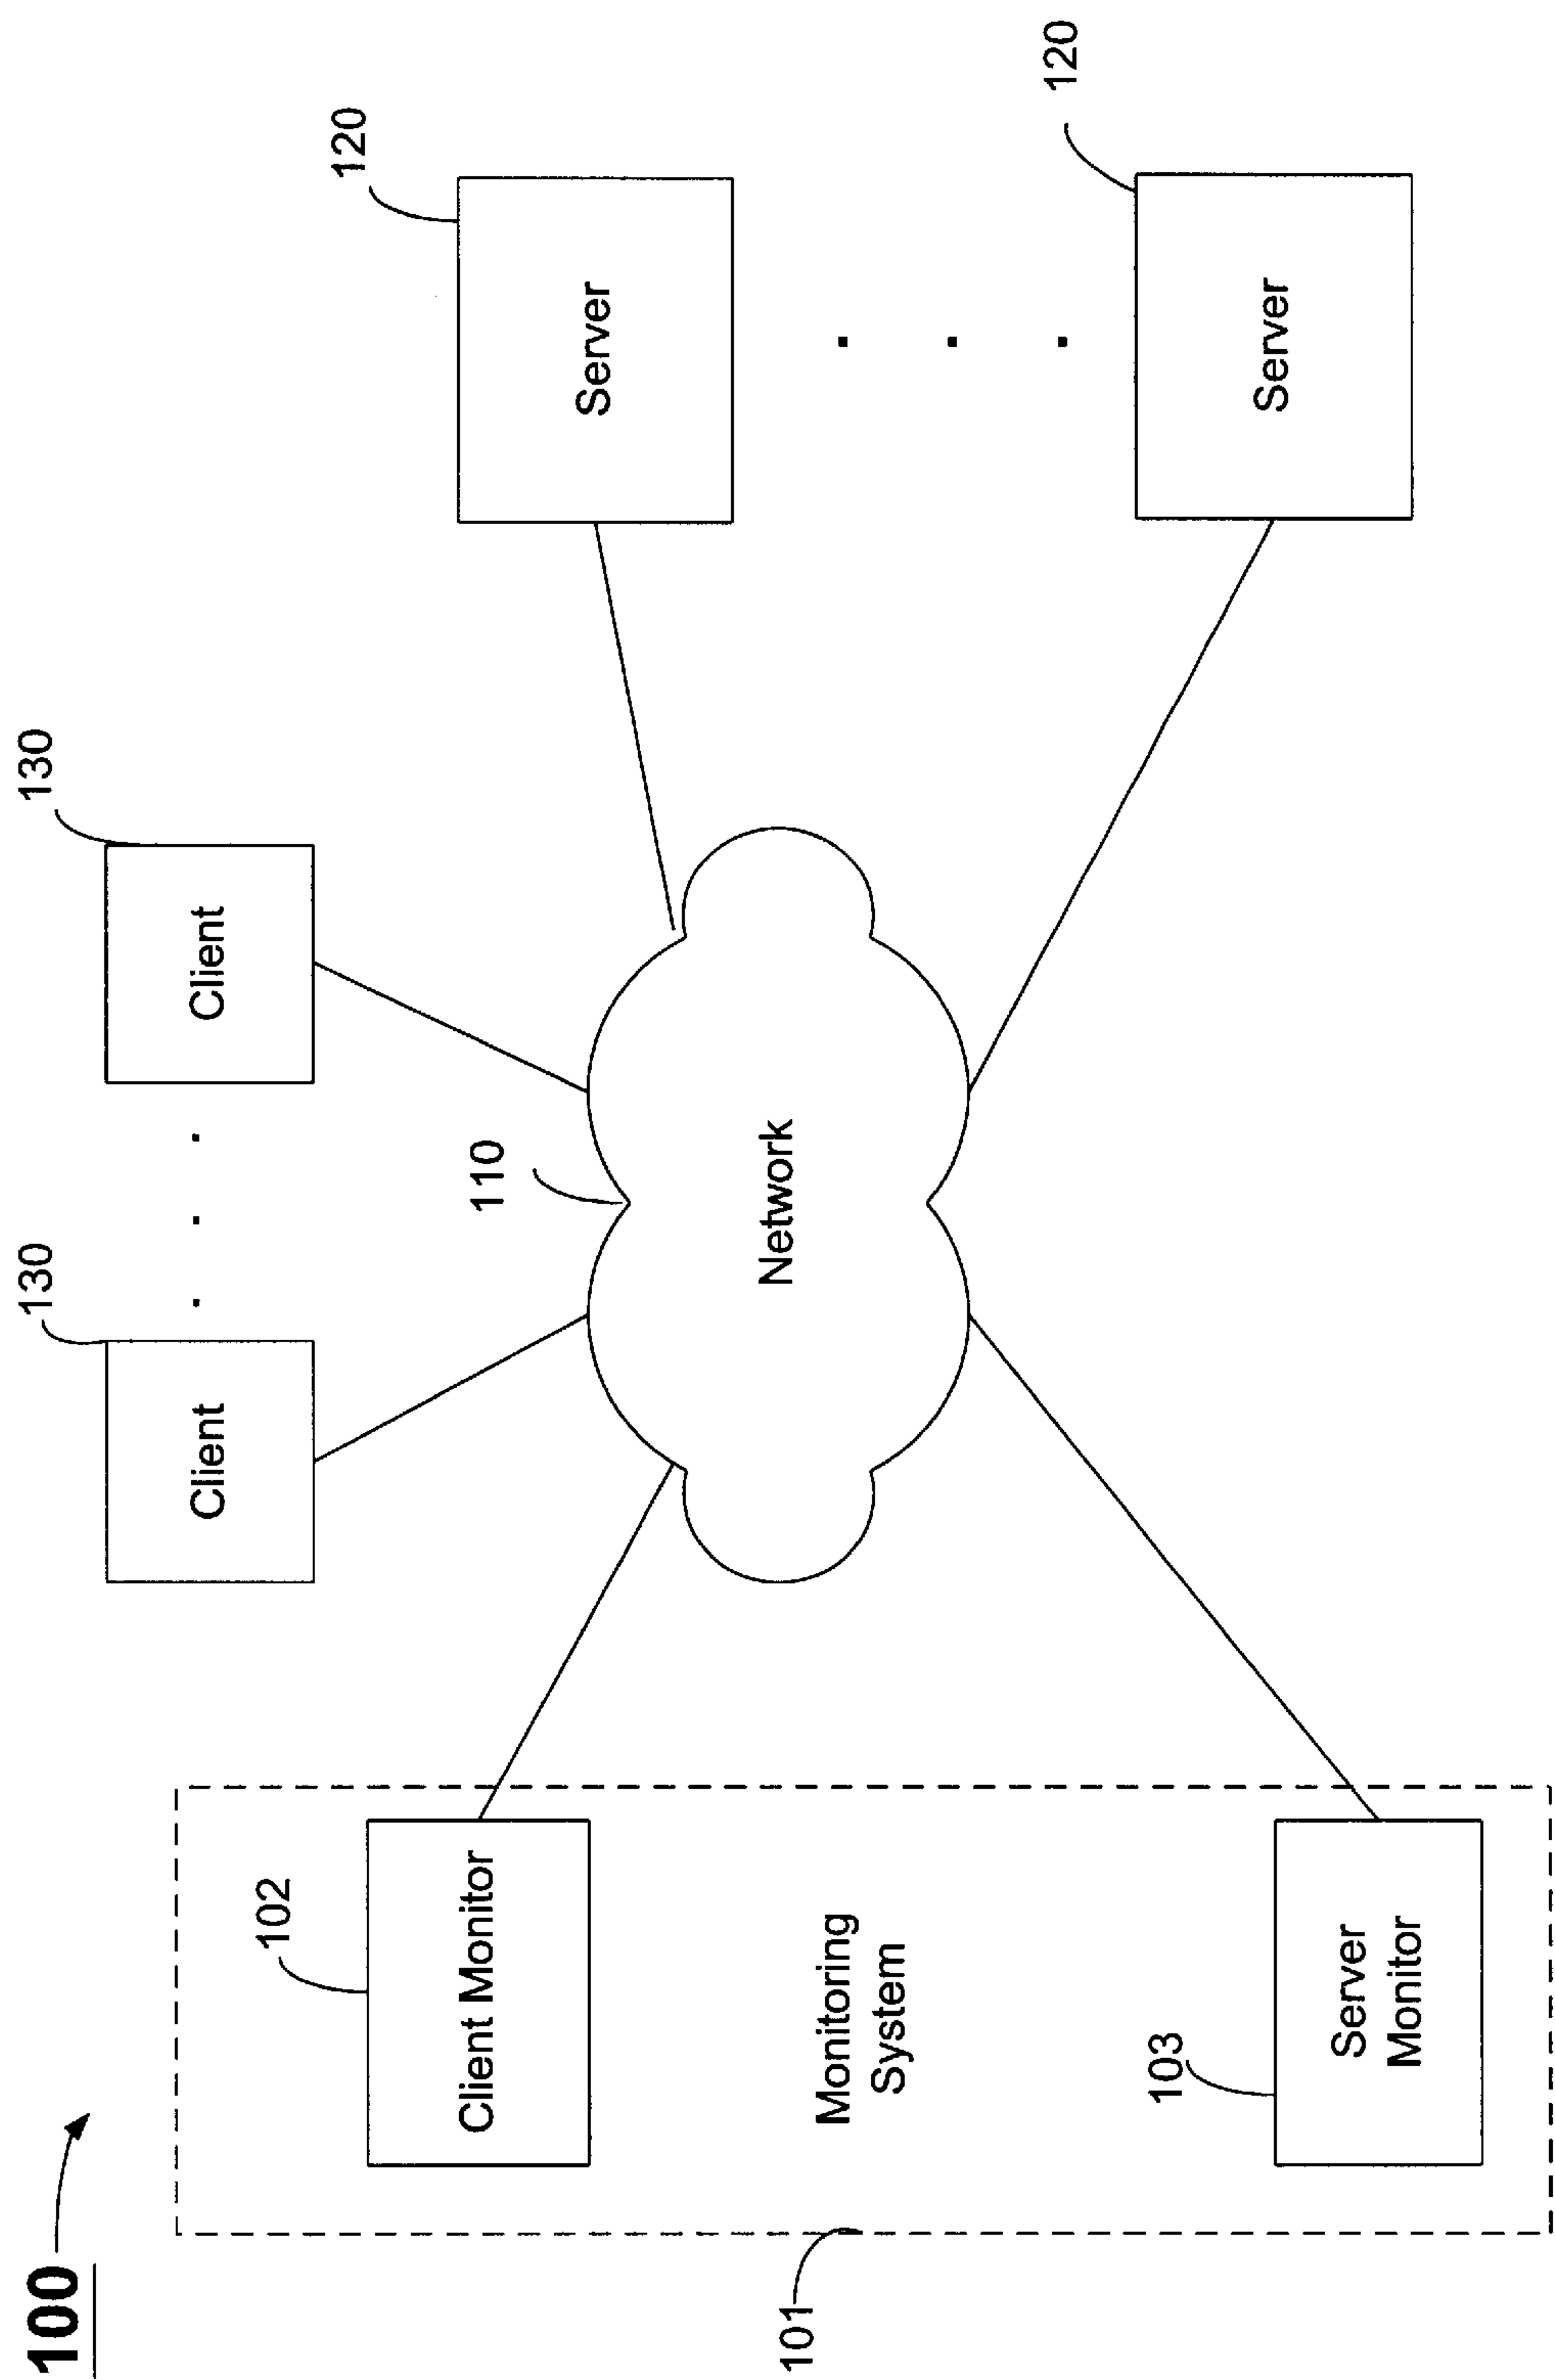 100
130
130
Client
Client
120
Server
102
Client Monitor
110
Network
Monitoring
System
101
103
Server
Monitor
120
Server